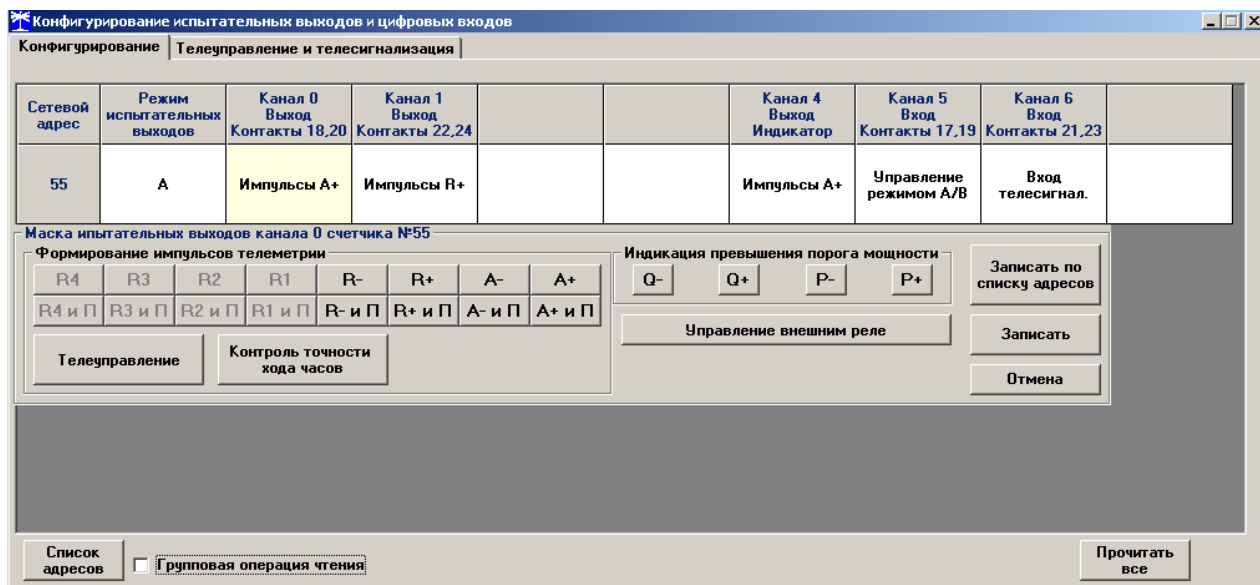 Конфигурирование испытательных выходов и цифровых входов
Конфигурирование
Телеуправление и телесигнализация
Сетевой адрес
Режим испытательных выходов
Канал 0 Выход Контакты 18,20
Канал 1 Выход Контакты 22,24
Канал 4 Выход Индикатор
Канал 5 Вход Контакты 17,19
Канал 6 Вход Контакты 21,23
55
А
Импульсы А+
Импульсы R+
Импульсы А+
Управление режимом А/В
Вход телесигнал.
Маска ипытательных выходов канала 0 счетчика №55
Формирование импульсов телеметрии
R4 R3 R2 R1 R- R+ A- A+
R4 и П R3 и П R2 и П R1 и П R- и П R+ и П A- и П A+ и П
Телеуправление
Контроль точности хода часов
Индикация превышения порога мощности
Q- Q+ P- P+
Управление внешним реле
Записать по списку адресов
Записать
Отмена
Список адресов
Групповая операция чтения
Прочитать все